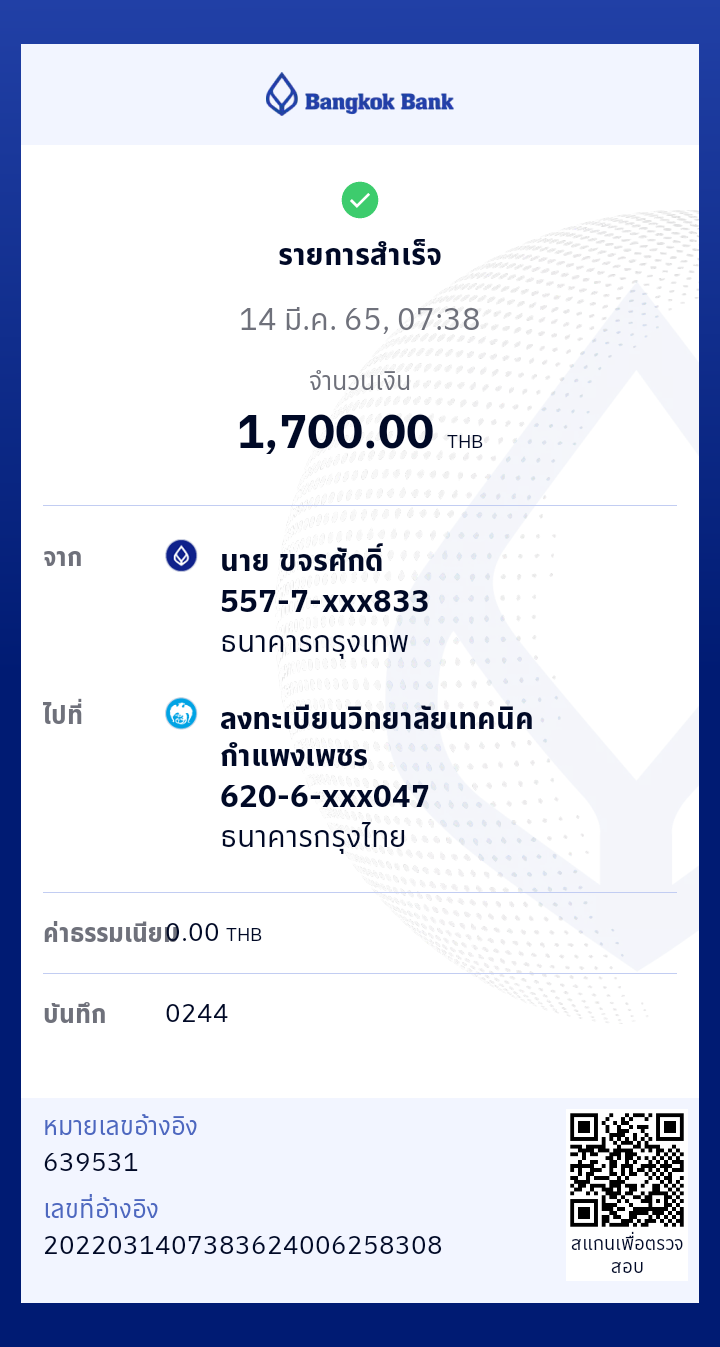 Bangkok Bank
รายการสำเร็จ
14 มี.ค. 65, 07:38
จำนวนเงิน
1,700.00 THB
จาก
นาย ขจรศักดิ์
557-7-xxx833
ธนาคารกรุงเทพ
ไปที่
ลงทะเบียนวิทยาลัยเทคนิค
กำแพงเพชร
620-6-xxx047
ธนาคารกรุงไทย
ค่าธรรมเนียม 0.00 THB
บันทึก 0244
หมายเลขอ้างอิง
639531
เลขที่อ้างอิง
2022031407383624006258308
สแกนเพื่อตรวจ
สอบ